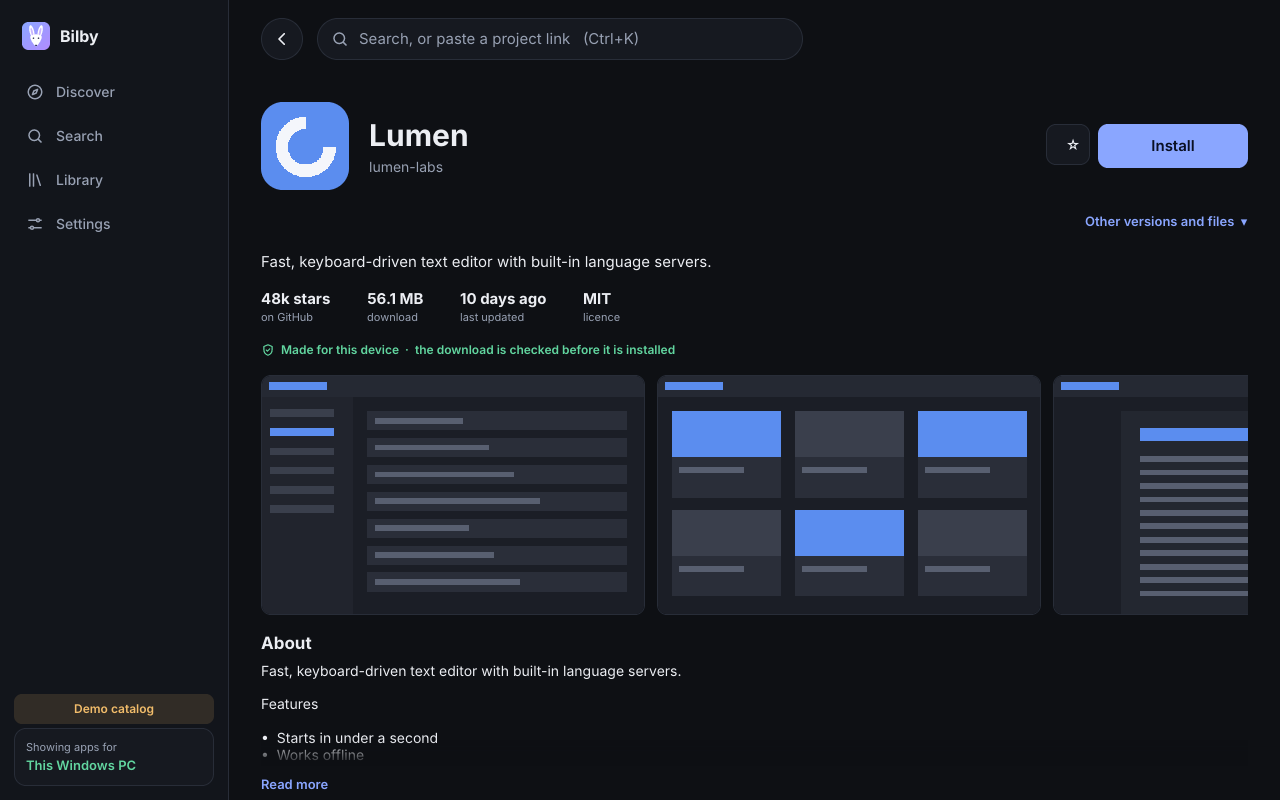 Bilby
Discover
Search
Library
Settings
Demo catalog
Showing apps for
This Windows PC
Search, or paste a project link (Ctrl+K)
Lumen
lumen-labs
☆
Install
Other versions and files ▾
Fast, keyboard-driven text editor with built-in language servers.
48k stars
on GitHub
56.1 MB
download
10 days ago
last updated
MIT
licence
Made for this device · the download is checked before it is installed
About
Fast, keyboard-driven text editor with built-in language servers.
Features
• Starts in under a second
• Works offline
Read more